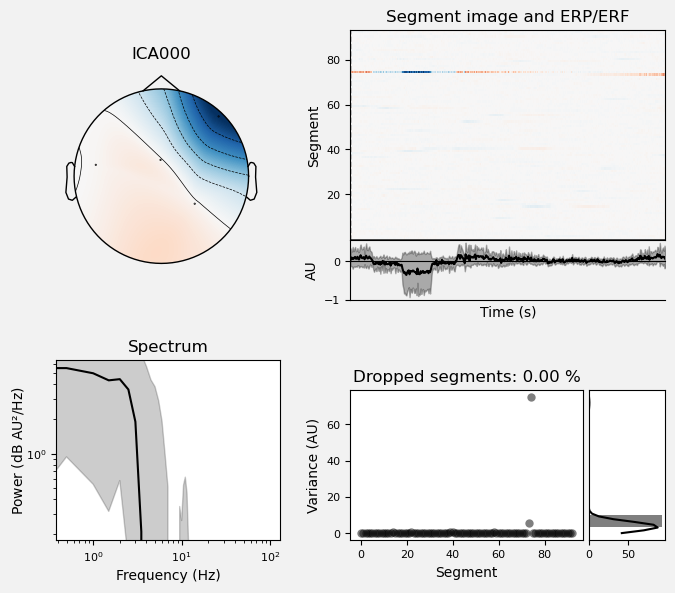 ICA000
Segment image and ERP/ERF
Segment
80
60
40
20
AU
0
−1
Time (s)
Spectrum
Power (dB AU²/Hz)
10⁰
10⁰
10¹
10²
Frequency (Hz)
Dropped segments: 0.00 %
Variance (AU)
60
40
20
0
0
20
40
60
80
Segment
0
50